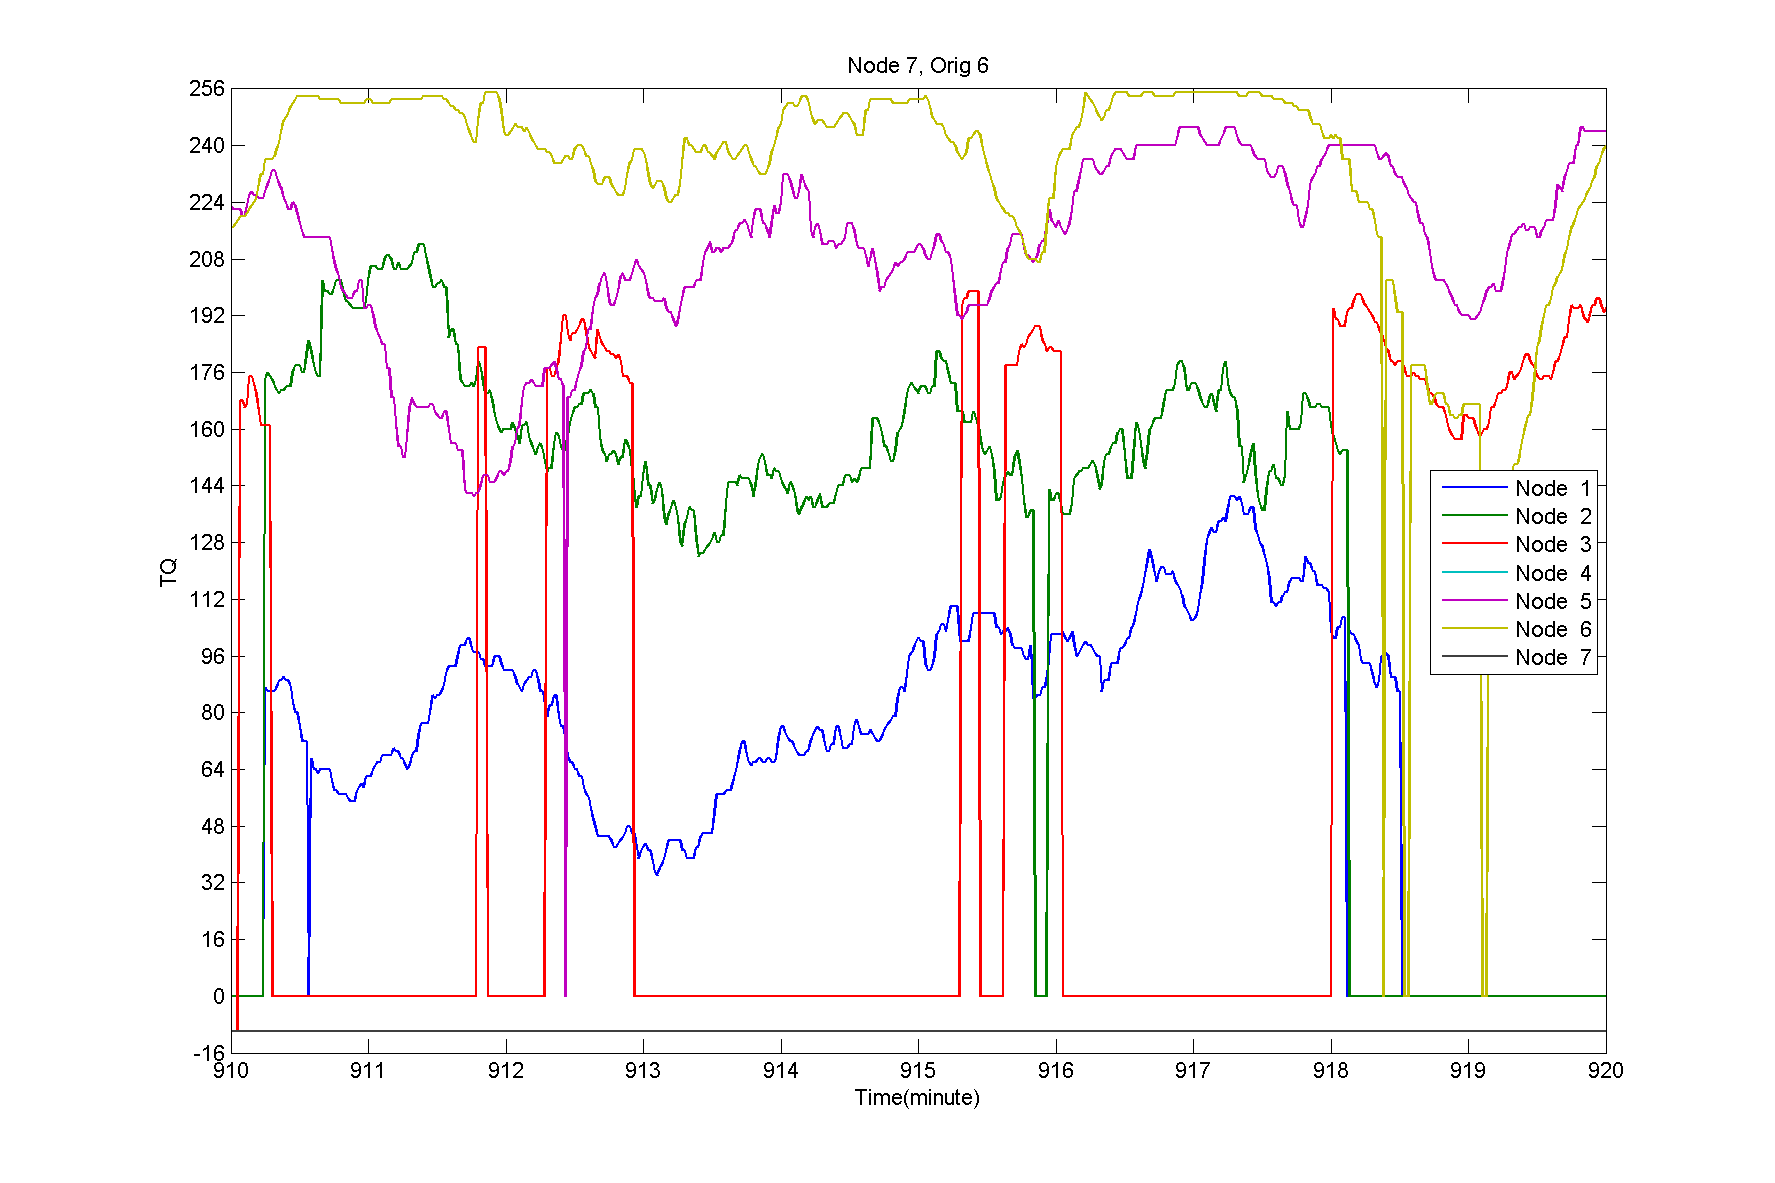 Node 7, Orig 6
256
240
224
208
192
176
160
144
128
112
96
80
64
48
32
16
0
-16
TQ
Node 1
Node 2
Node 3
Node 4
Node 5
Node 6
Node 7
910 911 912 913 914 915 916 917 918 919 920
Time(minute)